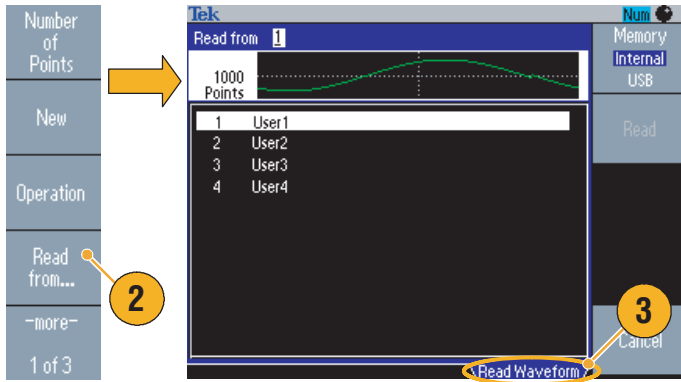 Number
of
Points
New
Operation
Read
from...
-more-
1 of 3
2
Tek
Read from 1
1000
Points
1 User1
2 User2
3 User3
4 User4
Read Waveform
Num
Memory
Internal
USB
Read
3
Cancel